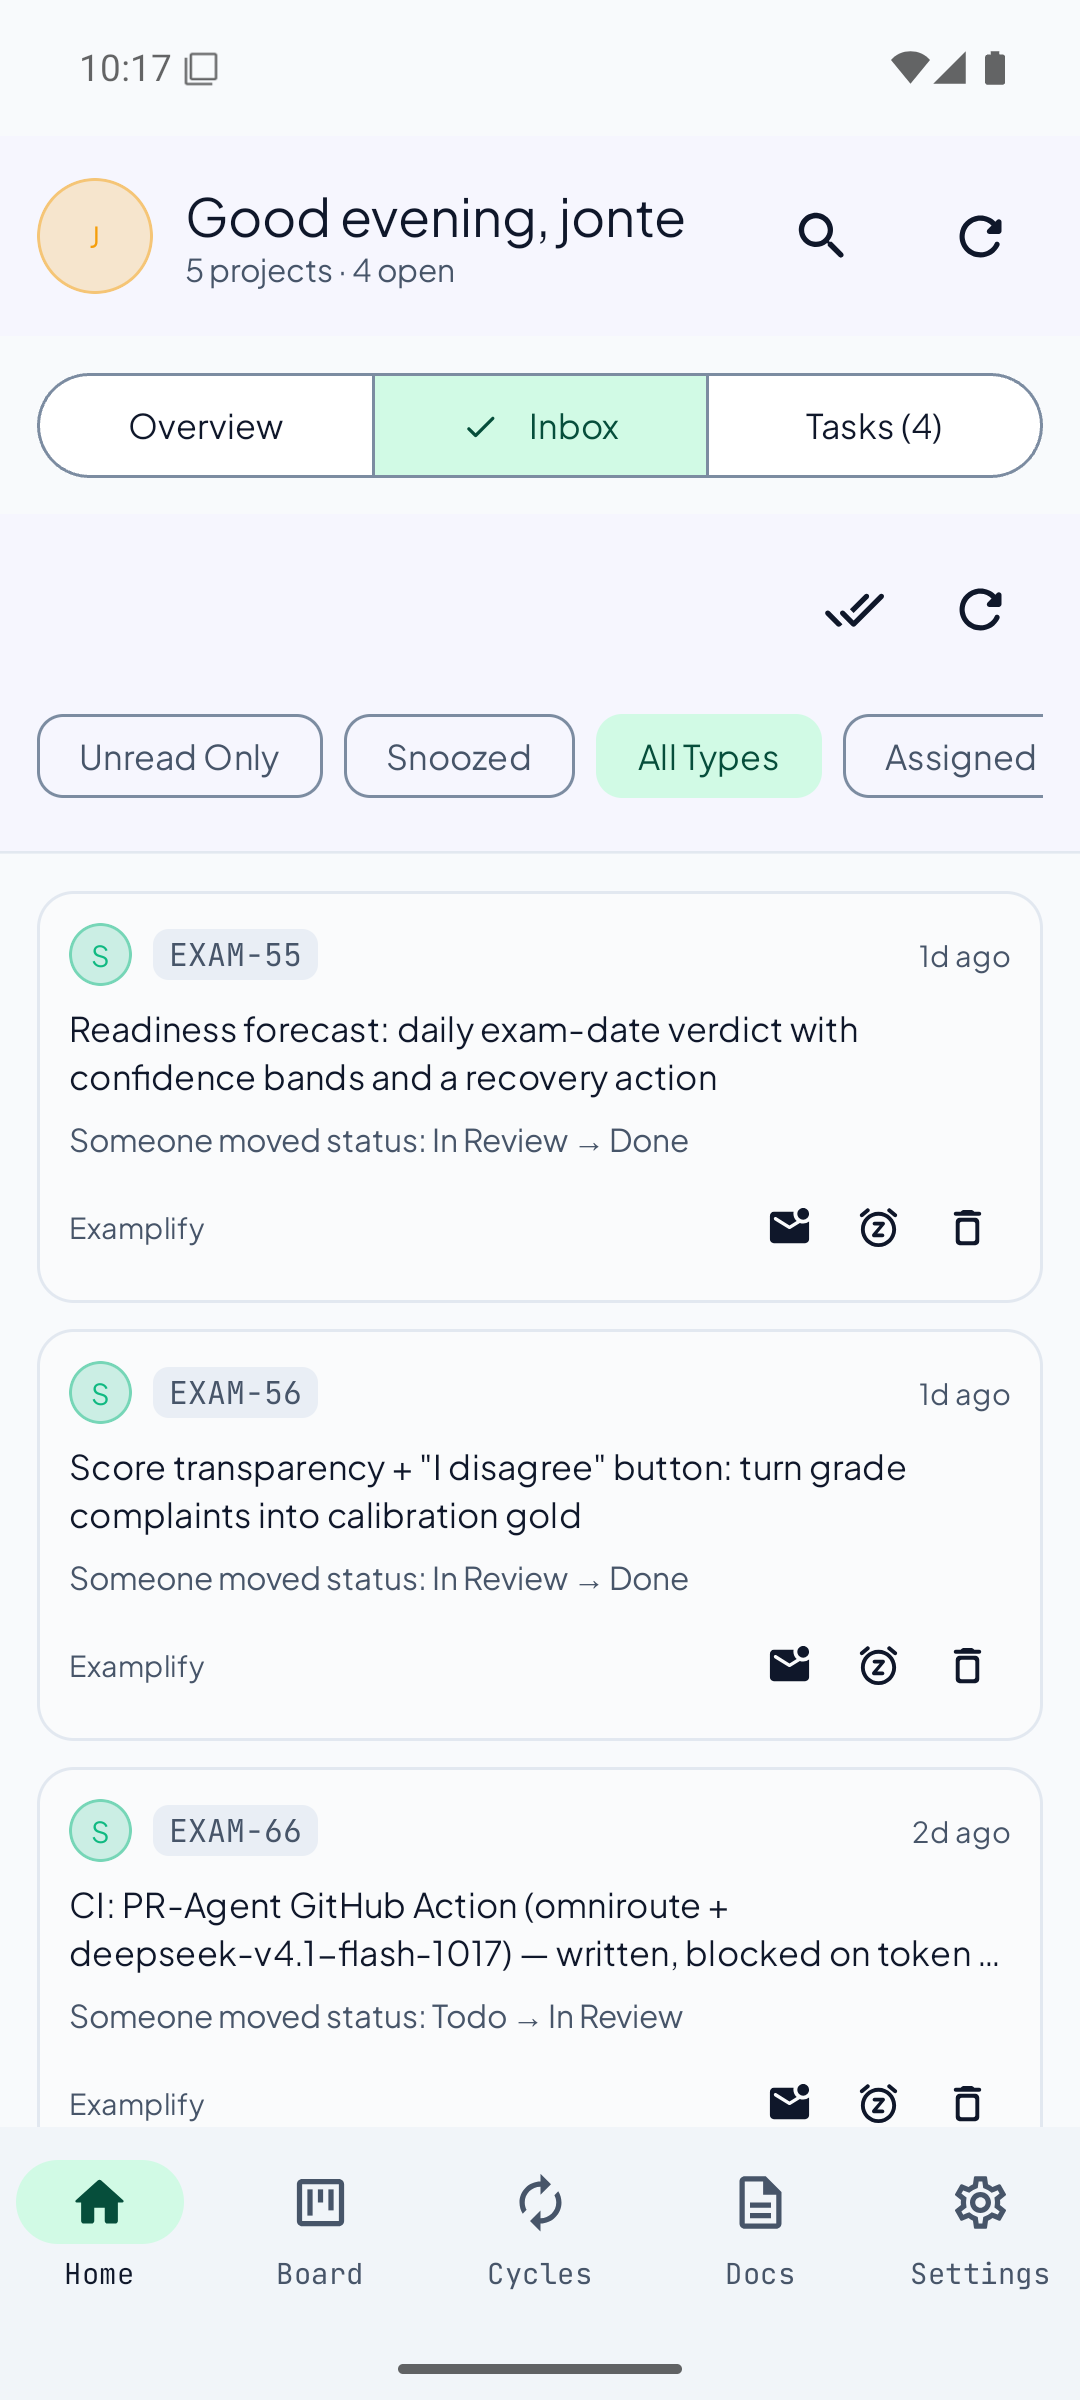 10:17
J
Good evening, jonte
5 projects · 4 open
Overview
Inbox
Tasks (4)
Unread Only
Snoozed
All Types
Assigned
S
EXAM-55
1d ago
Readiness forecast: daily exam-date verdict with
confidence bands and a recovery action
Someone moved status: In Review → Done
Examplify
S
EXAM-56
1d ago
Score transparency + "I disagree" button: turn grade
complaints into calibration gold
Someone moved status: In Review → Done
Examplify
S
EXAM-66
2d ago
CI: PR-Agent GitHub Action (omniroute +
deepseek-v4.1-flash-1017) — written, blocked on token ...
Someone moved status: Todo → In Review
Examplify
Home
Board
Cycles
Docs
Settings